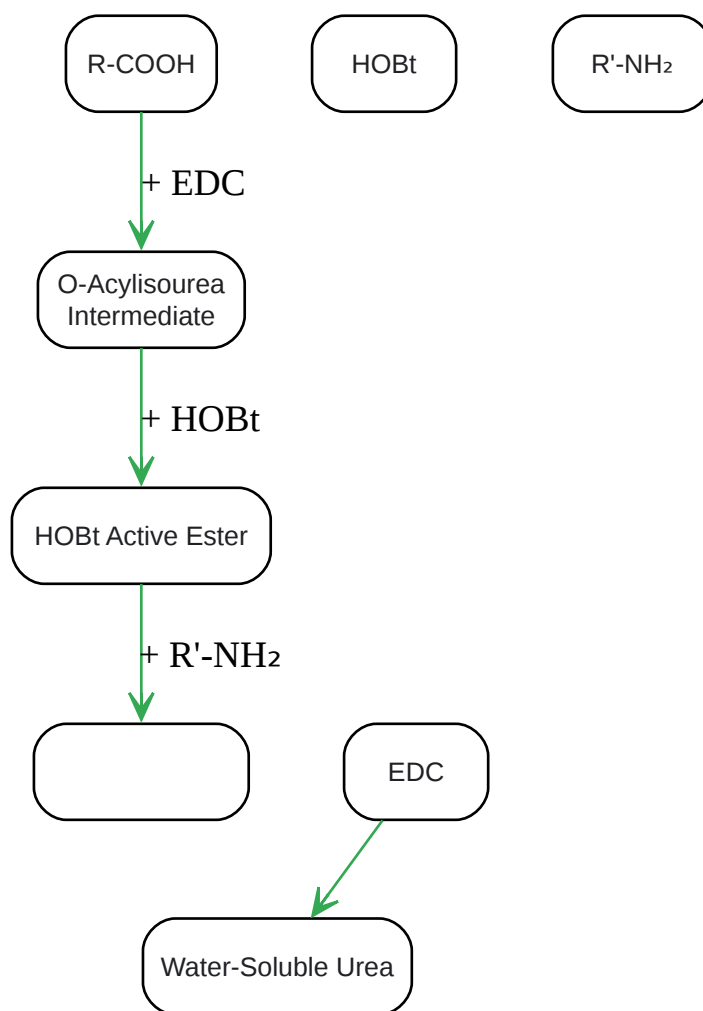 R-COOH
HOBt
R'-NH₂
+ EDC
O-Acylisourea
Intermediate
+ HOBt
HOBt Active Ester
+ R'-NH₂
EDC
Water-Soluble Urea